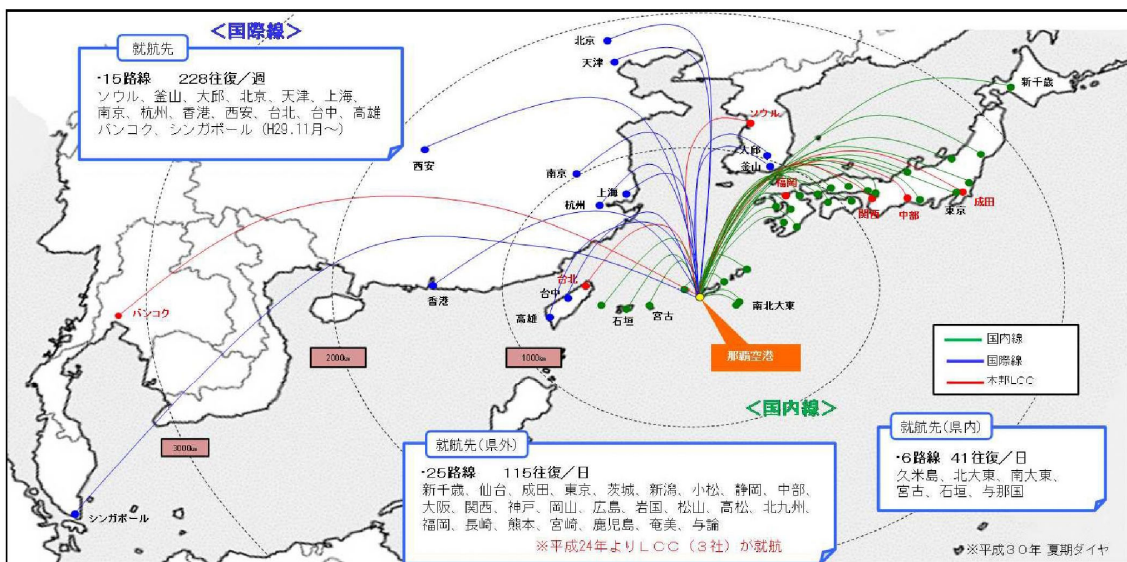 ＜国際線＞
就航先
・15路線　228往復／週
ソウル、釜山、大邱、北京、天津、上海、
南京、杭州、香港、西安、台北、台中、高雄
バンコク、シンガポール（H29.11月～）
北京
天津
西安
南京
上海
杭州
香港
台北
台中
高雄
バンコク
シンガポール
ソウル
大邱
釜山
新千歳
福岡
関西
中部
東京
成田
石垣
宮古
南北大東
那覇空港
1000㎞
2000㎞
3000㎞
国内線
国際線
本邦LCC
＜国内線＞
就航先(県外)
・25路線　115往復／日
新千歳、仙台、成田、東京、茨城、新潟、小松、静岡、中部、
大阪、関西、神戸、岡山、広島、岩国、松山、高松、北九州、
福岡、長崎、熊本、宮崎、鹿児島、奄美、与論
※平成24年よりＬＣＣ（３社）が就航
就航先(県内)
・6路線　41往復／日
久米島、北大東、南大東、
宮古、石垣、与那国
※平成３０年 夏期ダイヤ